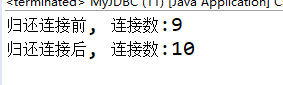 <terminated> MyJDBC (11) [Java Application] C
归还连接前, 连接数:9
归还连接后, 连接数:10